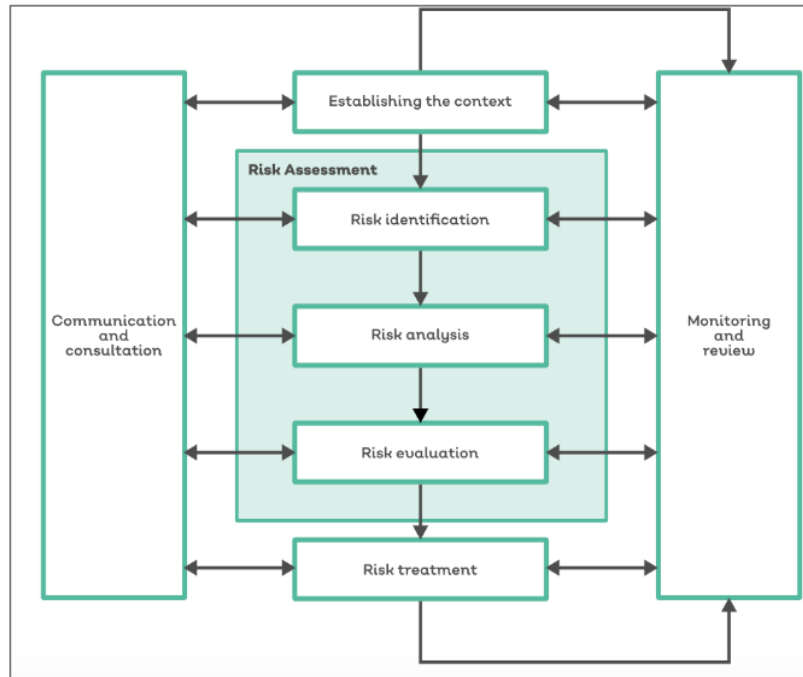 Establishing the context
Risk Assessment
Risk identification
Communication
and
consultation
Risk analysis
Monitoring
and
review
Risk evaluation
Risk treatment